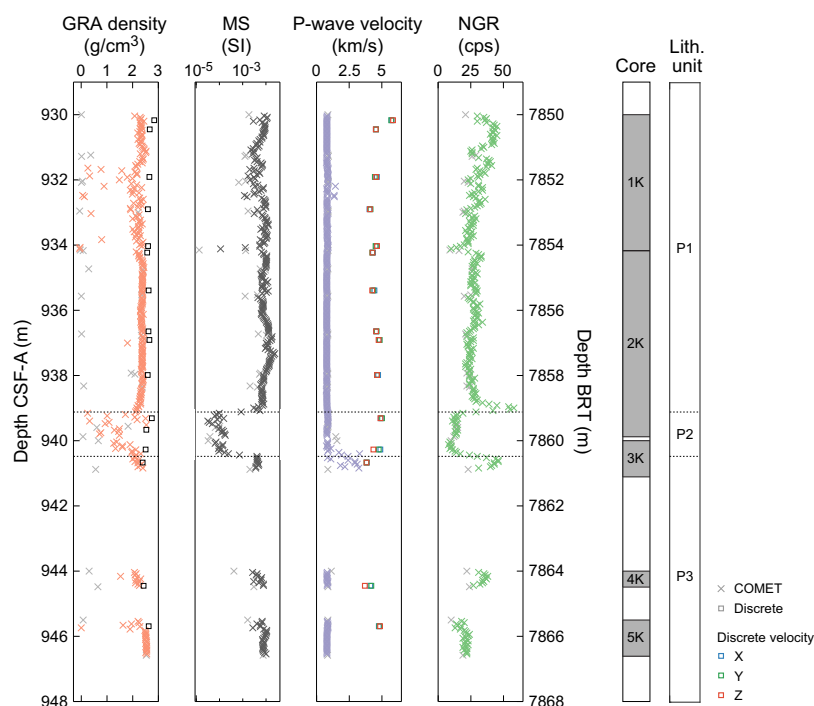 GRA density
(g/cm3)
0 1 2 3
MS
(SI)
10−5 10−3
P-wave velocity
(km/s)
0 2.5 5
NGR
(cps)
0 25 50
Core
Lith.
unit
Depth CSF-A (m)
930
932
934
936
938
940
942
944
946
948
Depth BRT (m)
7850
7852
7854
7856
7858
7860
7862
7864
7866
7868
1K
2K
3K
4K
5K
P1
P2
P3
COMET
Discrete
Discrete velocity
X
Y
Z